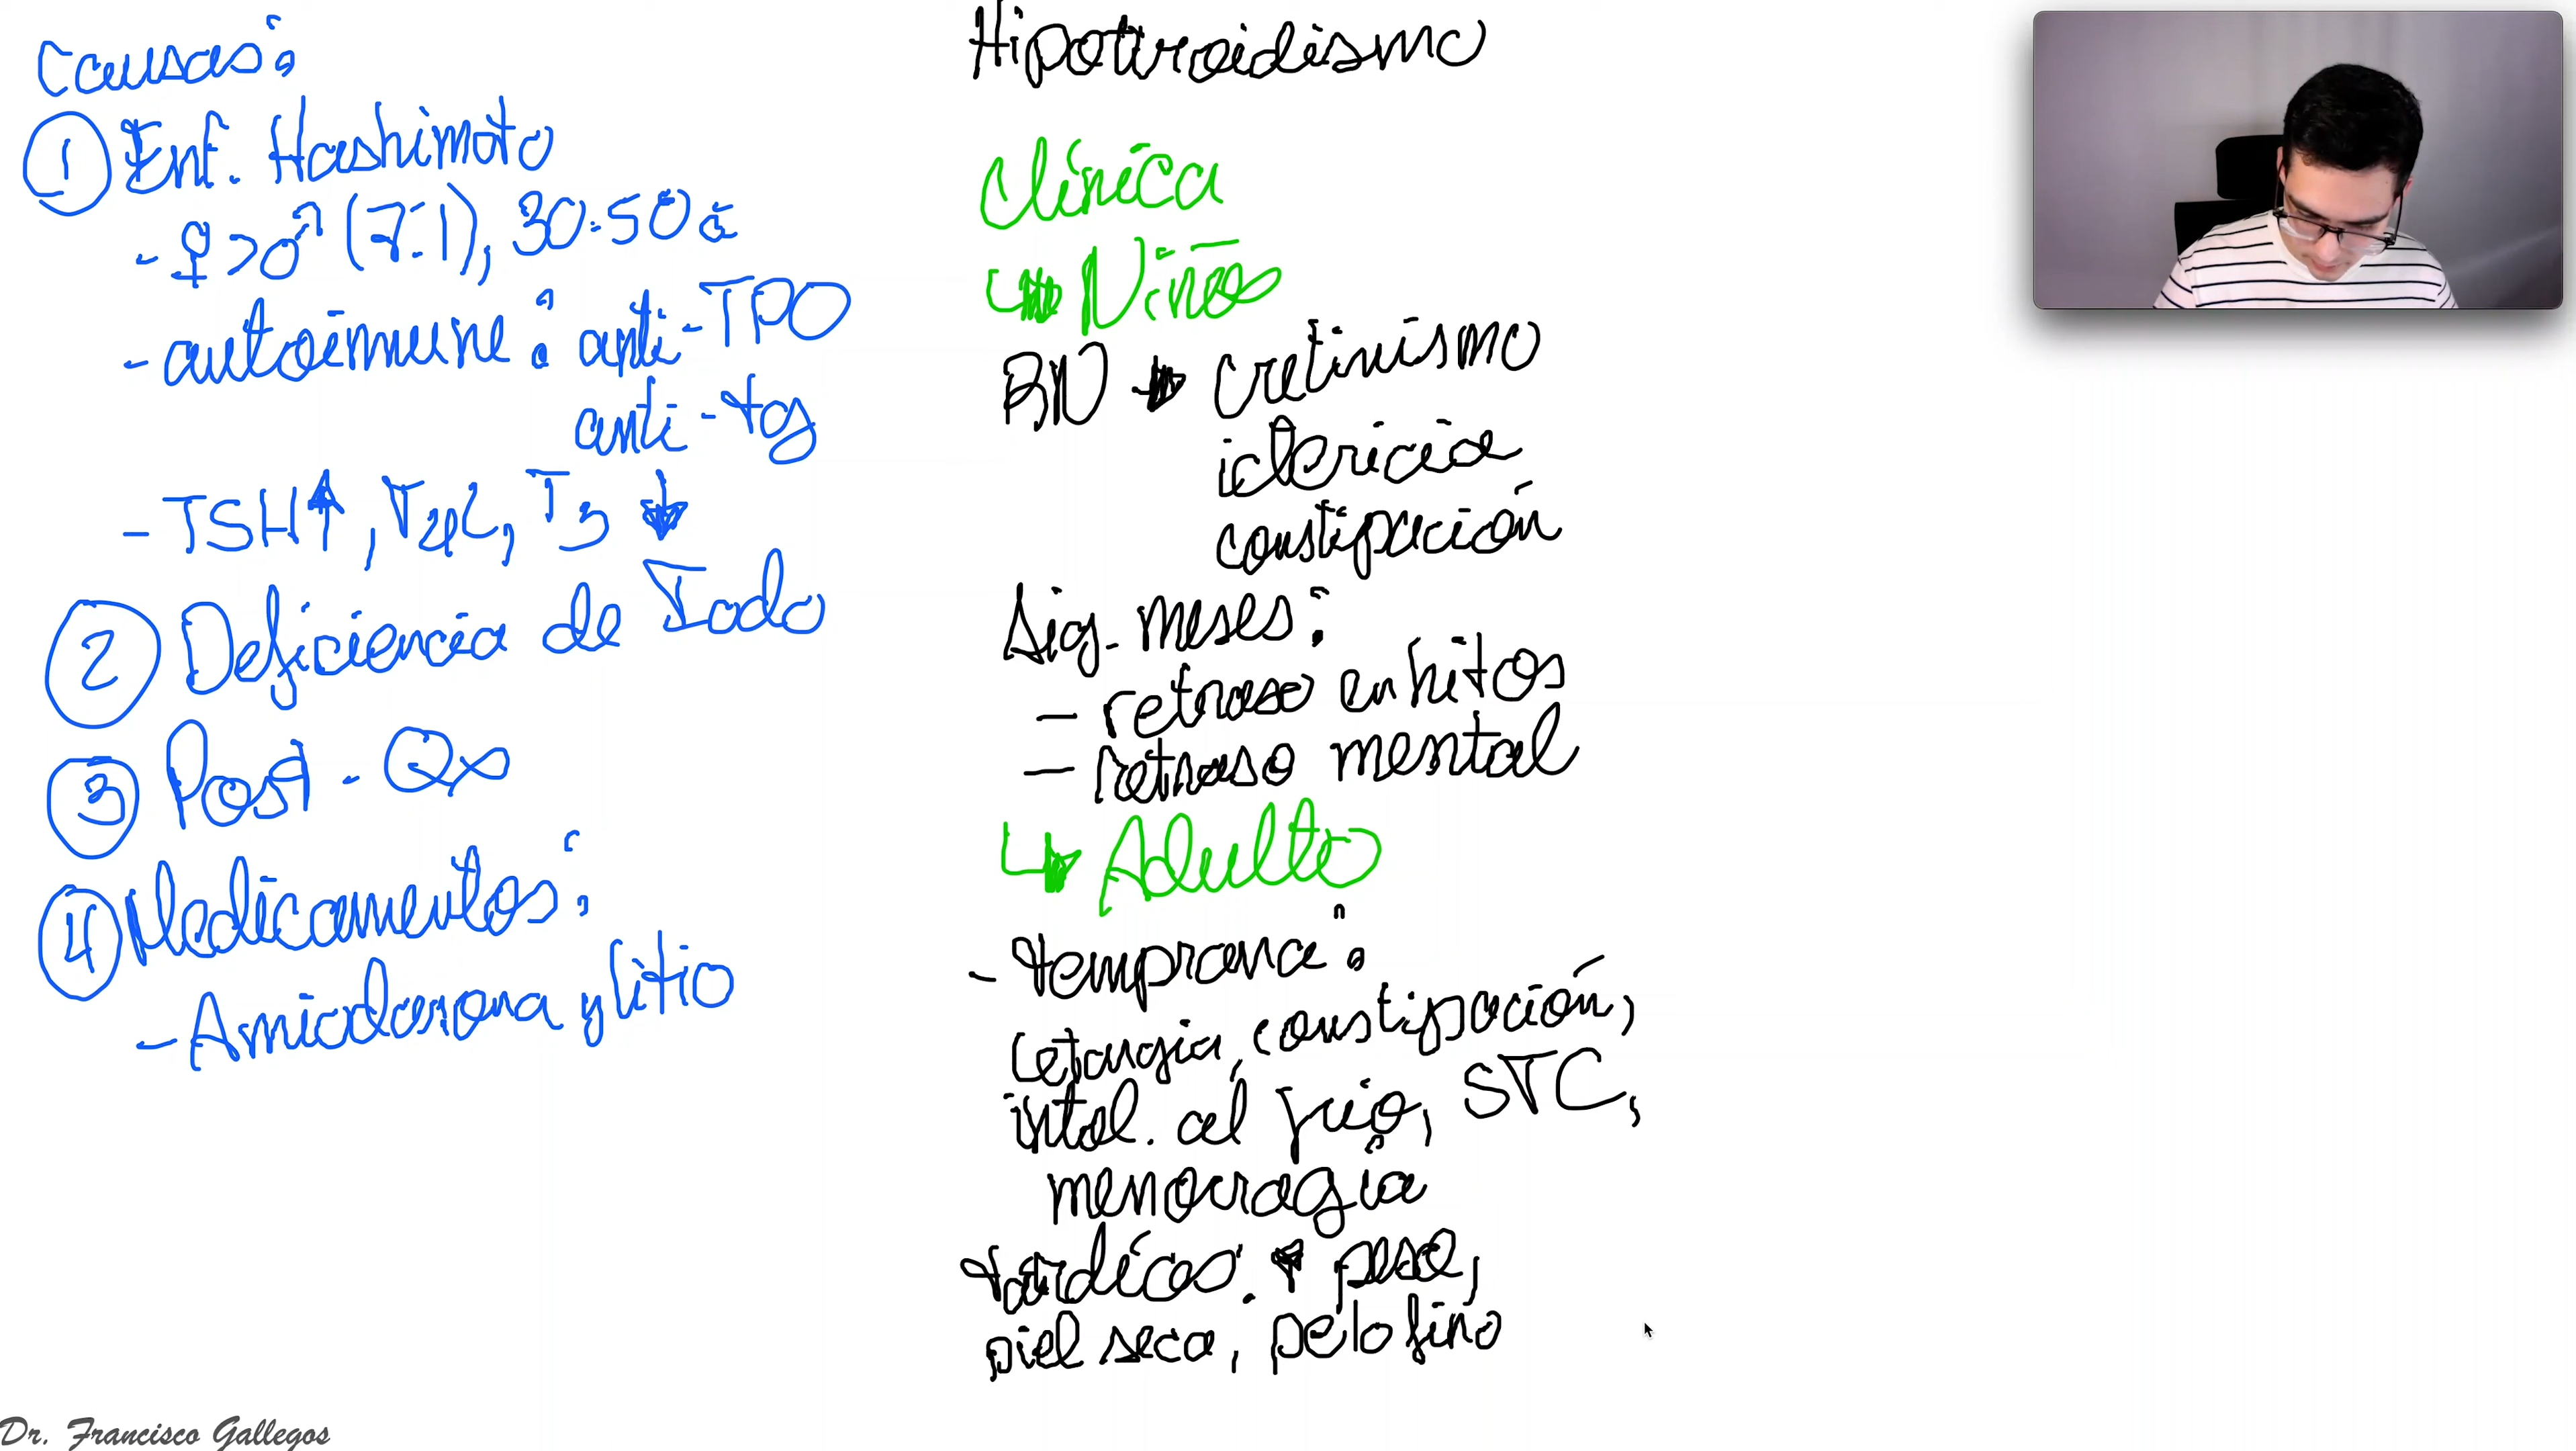 Causas:
① Enf. Hashimoto
- ♀>♂ (7:1), 30-50 a
- autoinmune: anti-TPO
anti-tg
- TSH↑, T4L, T3 ↓
② Deficiencia de Iodo
③ Post-Qx
④ Medicamentos:
- Amiodarona y litio
Hipotiroidismo
Clínica
↳ Niños
RN → cretinismo
ictericia
constipación
Sig. meses:
- retraso en hitos
- retraso mental
↳ Adulto
- temprana:
Letargia, constipación,
intol. al frío, STC,
menorragia
tardías: ↑ peso,
piel seca, pelo fino
Dr. Francisco Gallegos